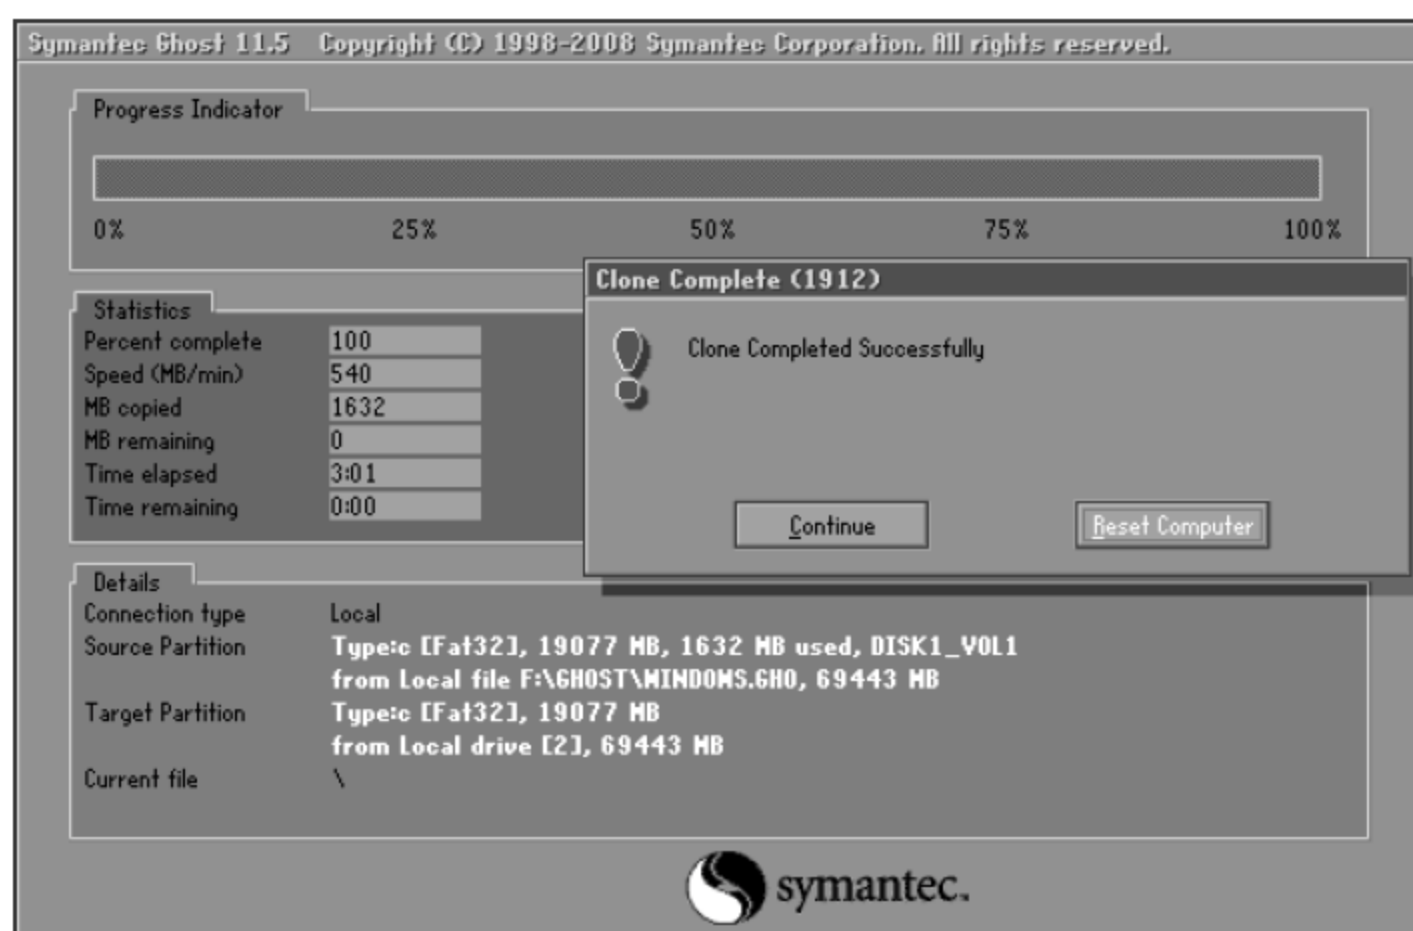 Symantec Ghost 11.5 Copyright (C) 1998-2008 Symantec Corporation. All rights reserved.
Progress Indicator
0% 25% 50% 75% 100%
Clone Complete (1912)
Clone Completed Successfully
Continue Reset Computer
Statistics
Percent complete 100
Speed (MB/min) 540
MB copied 1632
MB remaining 0
Time elapsed 3:01
Time remaining 0:00
Details
Connection type Local
Source Partition Type:c [Fat32], 19077 MB, 1632 MB used, DISK1_VOL1
from Local file F:\GHOST\WINDOWS.GHO, 69443 MB
Target Partition Type:c [Fat32], 19077 MB
from Local drive [2], 69443 MB
Current file \
symantec.